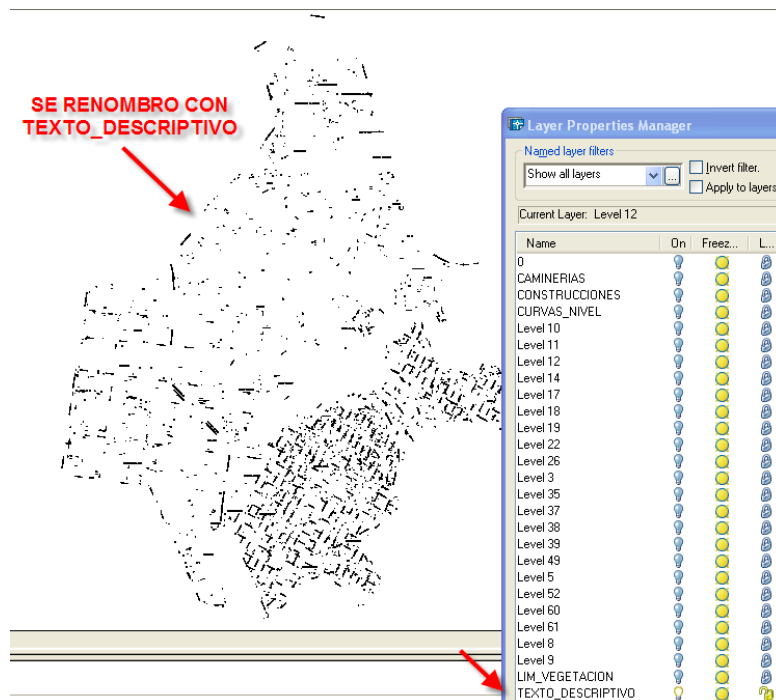 SE RENOMBRO CON
TEXTO_DESCRIPTIVO
Layer Properties Manager
Named layer filters
Show all layers
...
Invert filter.
Apply to layers
Current Layer: Level 12
Name On Freez... L...
0
CAMINERIAS
CONSTRUCCIONES
CURVAS_NIVEL
Level 10
Level 11
Level 12
Level 14
Level 17
Level 18
Level 19
Level 22
Level 26
Level 3
Level 35
Level 37
Level 38
Level 39
Level 49
Level 5
Level 52
Level 60
Level 61
Level 8
Level 9
LIM_VEGETACION
TEXTO_DESCRIPTIVO